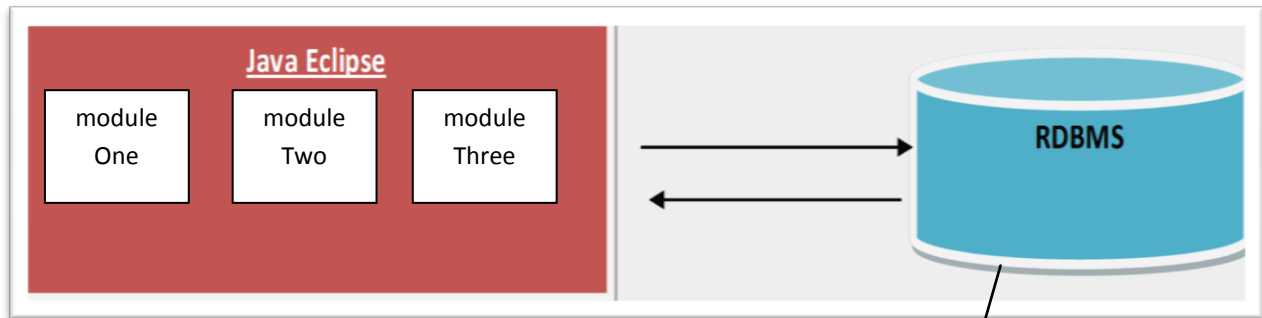 Java Eclipse
module
One
module
Two
module
Three
RDBMS